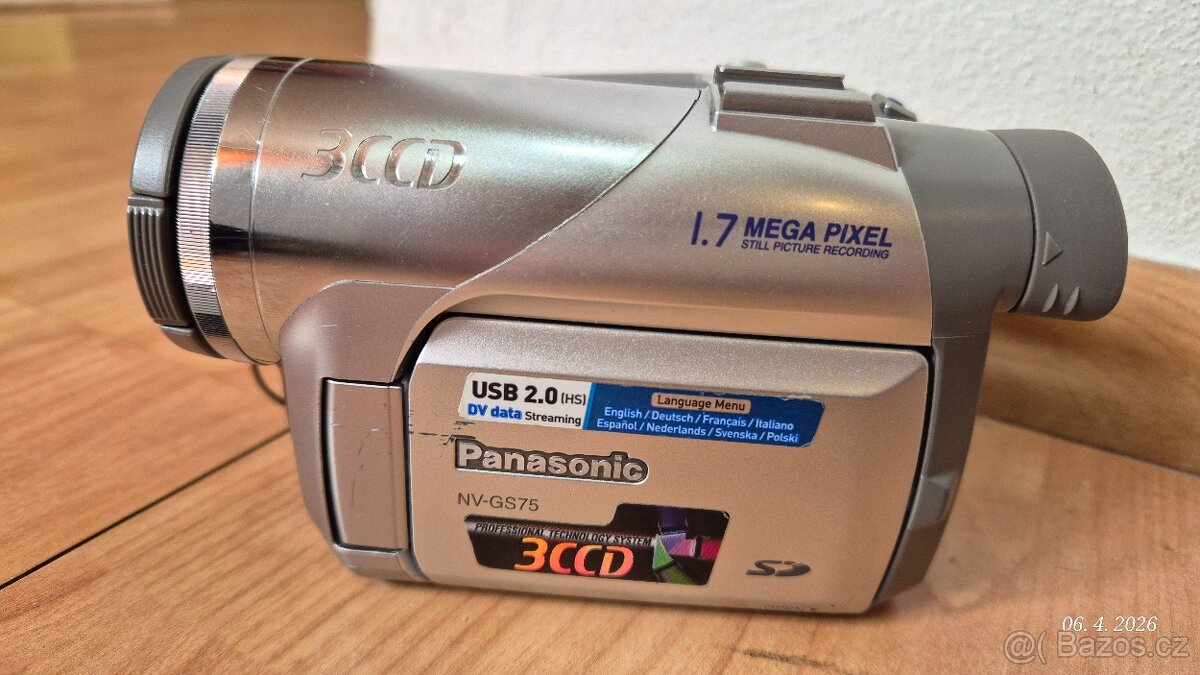 3CCD
1.7 MEGA PIXEL
STILL PICTURE RECORDING
USB 2.0 (HS)
DV data Streaming
Language Menu
English / Deutsch / Français / Italiano
Español / Nederlands / Svenska / Polski
Panasonic
NV-GS75
PROFESSIONAL TECHNOLOGY SYSTEM
3CCD
SD
OPEN
06. 4. 2026
@( Bazos.cz